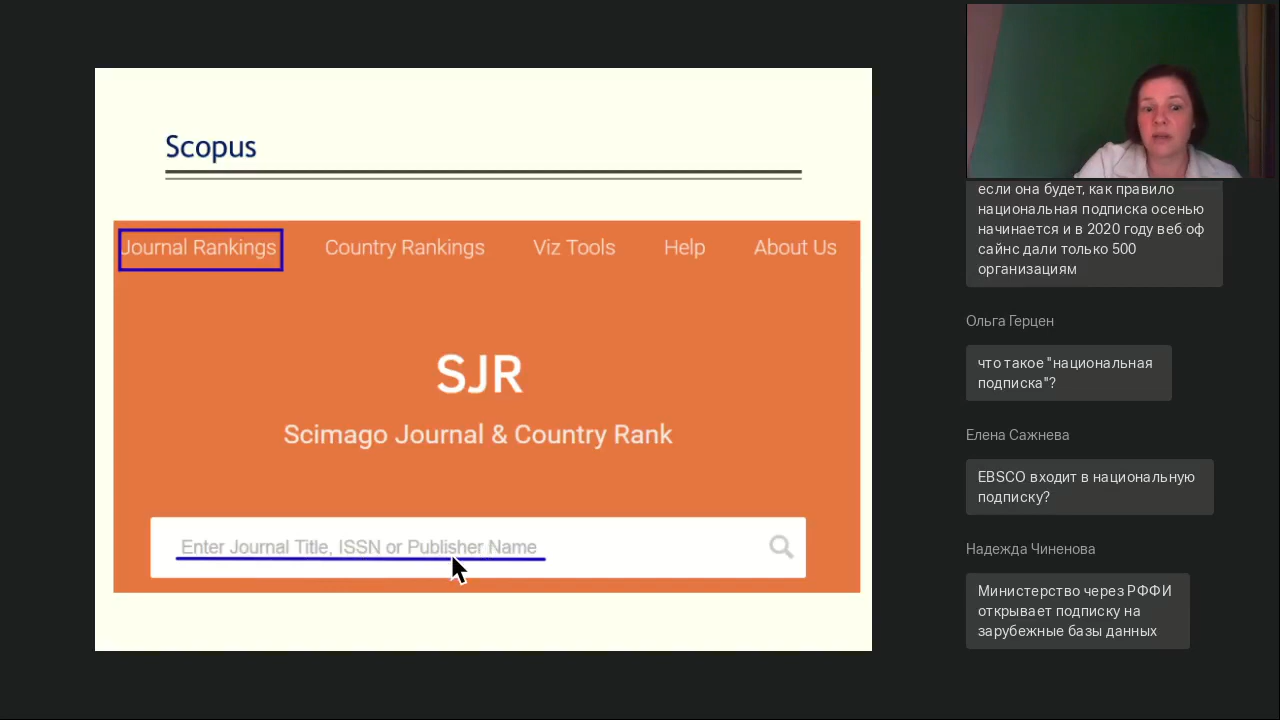 Scopus
Journal Rankings Country Rankings Viz Tools Help About Us
SJR
Scimago Journal & Country Rank
Enter Journal Title, ISSN or Publisher Name
если она будет, как правило
национальная подписка осенью
начинается и в 2020 году веб оф
сайнс дали только 500
организациям
Ольга Герцен
что такое "национальная
подписка"?
Елена Сажнева
EBSCO входит в национальную
подписку?
Надежда Чиненова
Министерство через РФФИ
открывает подписку на
зарубежные базы данных